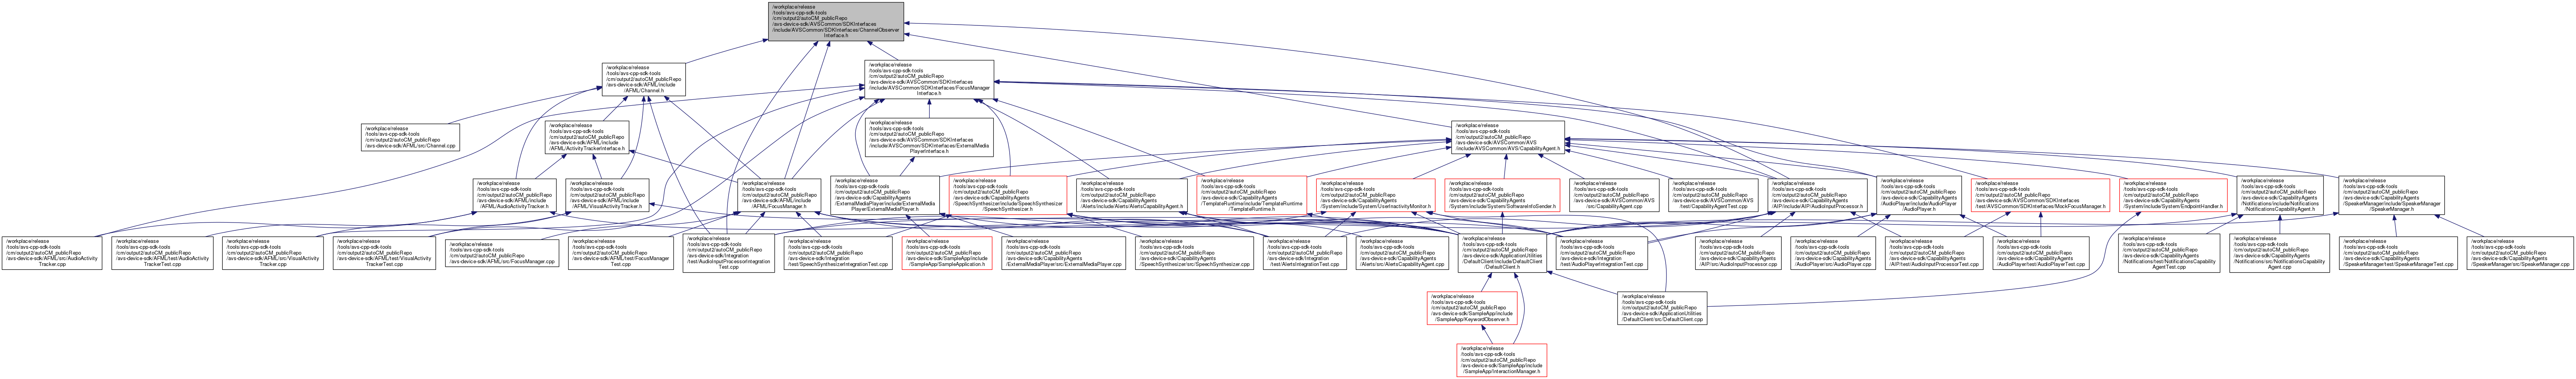 /workplace/release
/tools/avs-cpp-sdk-tools
/cm/output2/autoCM_publicRepo
/avs-device-sdk/AVSCommon/SDKInterfaces
/include/AVSCommon/SDKInterfaces/ChannelObserver
Interface.h
/workplace/release
/tools/avs-cpp-sdk-tools
/cm/output2/autoCM_publicRepo
/avs-device-sdk/AFML/include
/AFML/Channel.h
/workplace/release
/tools/avs-cpp-sdk-tools
/cm/output2/autoCM_publicRepo
/avs-device-sdk/AVSCommon/SDKInterfaces
/include/AVSCommon/SDKInterfaces/FocusManager
Interface.h
/workplace/release
/tools/avs-cpp-sdk-tools
/cm/output2/autoCM_publicRepo
/avs-device-sdk/AFML/src/Channel.cpp
/workplace/release
/tools/avs-cpp-sdk-tools
/cm/output2/autoCM_publicRepo
/avs-device-sdk/AFML/include
/AFML/ActivityTrackerInterface.h
/workplace/release
/tools/avs-cpp-sdk-tools
/cm/output2/autoCM_publicRepo
/avs-device-sdk/AVSCommon/SDKInterfaces
/include/AVSCommon/SDKInterfaces/ExternalMedia
PlayerInterface.h
/workplace/release
/tools/avs-cpp-sdk-tools
/cm/output2/autoCM_publicRepo
/avs-device-sdk/AVSCommon/AVS
/include/AVSCommon/AVS/CapabilityAgent.h
/workplace/release
/tools/avs-cpp-sdk-tools
/cm/output2/autoCM_publicRepo
/avs-device-sdk/AFML/include
/AFML/AudioActivityTracker.h
/workplace/release
/tools/avs-cpp-sdk-tools
/cm/output2/autoCM_publicRepo
/avs-device-sdk/AFML/include
/AFML/VisualActivityTracker.h
/workplace/release
/tools/avs-cpp-sdk-tools
/cm/output2/autoCM_publicRepo
/avs-device-sdk/AFML/include
/AFML/FocusManager.h
/workplace/release
/tools/avs-cpp-sdk-tools
/cm/output2/autoCM_publicRepo
/avs-device-sdk/CapabilityAgents
/ExternalMediaPlayer/include/ExternalMedia
Player/ExternalMediaPlayer.h
/workplace/release
/tools/avs-cpp-sdk-tools
/cm/output2/autoCM_publicRepo
/avs-device-sdk/CapabilityAgents
/SpeechSynthesizer/include/SpeechSynthesizer
/SpeechSynthesizer.h
/workplace/release
/tools/avs-cpp-sdk-tools
/cm/output2/autoCM_publicRepo
/avs-device-sdk/CapabilityAgents
/Alerts/include/Alerts/AlertsCapabilityAgent.h
/workplace/release
/tools/avs-cpp-sdk-tools
/cm/output2/autoCM_publicRepo
/avs-device-sdk/CapabilityAgents
/TemplateRuntime/include/TemplateRuntime
/TemplateRuntime.h
/workplace/release
/tools/avs-cpp-sdk-tools
/cm/output2/autoCM_publicRepo
/avs-device-sdk/CapabilityAgents
/System/include/System/UserInactivityMonitor.h
/workplace/release
/tools/avs-cpp-sdk-tools
/cm/output2/autoCM_publicRepo
/avs-device-sdk/CapabilityAgents
/System/include/System/SoftwareInfoSender.h
/workplace/release
/tools/avs-cpp-sdk-tools
/cm/output2/autoCM_publicRepo
/avs-device-sdk/AVSCommon/AVS
/src/CapabilityAgent.cpp
/workplace/release
/tools/avs-cpp-sdk-tools
/cm/output2/autoCM_publicRepo
/avs-device-sdk/AVSCommon/AVS
/test/CapabilityAgentTest.cpp
/workplace/release
/tools/avs-cpp-sdk-tools
/cm/output2/autoCM_publicRepo
/avs-device-sdk/CapabilityAgents
/AIP/include/AIP/AudioInputProcessor.h
/workplace/release
/tools/avs-cpp-sdk-tools
/cm/output2/autoCM_publicRepo
/avs-device-sdk/CapabilityAgents
/AudioPlayer/include/AudioPlayer
/AudioPlayer.h
/workplace/release
/tools/avs-cpp-sdk-tools
/cm/output2/autoCM_publicRepo
/avs-device-sdk/AVSCommon/SDKInterfaces
/test/AVSCommon/SDKInterfaces/MockFocusManager.h
/workplace/release
/tools/avs-cpp-sdk-tools
/cm/output2/autoCM_publicRepo
/avs-device-sdk/CapabilityAgents
/System/include/System/EndpointHandler.h
/workplace/release
/tools/avs-cpp-sdk-tools
/cm/output2/autoCM_publicRepo
/avs-device-sdk/CapabilityAgents
/Notifications/include/Notifications
/NotificationsCapabilityAgent.h
/workplace/release
/tools/avs-cpp-sdk-tools
/cm/output2/autoCM_publicRepo
/avs-device-sdk/CapabilityAgents
/SpeakerManager/include/SpeakerManager
/SpeakerManager.h
/workplace/release
/tools/avs-cpp-sdk-tools
/cm/output2/autoCM_publicRepo
/avs-device-sdk/AFML/src/AudioActivity
Tracker.cpp
/workplace/release
/tools/avs-cpp-sdk-tools
/cm/output2/autoCM_publicRepo
/avs-device-sdk/AFML/test/AudioActivity
TrackerTest.cpp
/workplace/release
/tools/avs-cpp-sdk-tools
/cm/output2/autoCM_publicRepo
/avs-device-sdk/AFML/src/VisualActivity
Tracker.cpp
/workplace/release
/tools/avs-cpp-sdk-tools
/cm/output2/autoCM_publicRepo
/avs-device-sdk/AFML/test/VisualActivity
TrackerTest.cpp
/workplace/release
/tools/avs-cpp-sdk-tools
/cm/output2/autoCM_publicRepo
/avs-device-sdk/AFML/src/FocusManager.cpp
/workplace/release
/tools/avs-cpp-sdk-tools
/cm/output2/autoCM_publicRepo
/avs-device-sdk/AFML/test/FocusManager
Test.cpp
/workplace/release
/tools/avs-cpp-sdk-tools
/cm/output2/autoCM_publicRepo
/avs-device-sdk/Integration
/test/AudioInputProcessorIntegration
Test.cpp
/workplace/release
/tools/avs-cpp-sdk-tools
/cm/output2/autoCM_publicRepo
/avs-device-sdk/Integration
/test/SpeechSynthesizerIntegrationTest.cpp
/workplace/release
/tools/avs-cpp-sdk-tools
/cm/output2/autoCM_publicRepo
/avs-device-sdk/SampleApp/include
/SampleApp/SampleApplication.h
/workplace/release
/tools/avs-cpp-sdk-tools
/cm/output2/autoCM_publicRepo
/avs-device-sdk/CapabilityAgents
/ExternalMediaPlayer/src/ExternalMediaPlayer.cpp
/workplace/release
/tools/avs-cpp-sdk-tools
/cm/output2/autoCM_publicRepo
/avs-device-sdk/CapabilityAgents
/SpeechSynthesizer/src/SpeechSynthesizer.cpp
/workplace/release
/tools/avs-cpp-sdk-tools
/cm/output2/autoCM_publicRepo
/avs-device-sdk/Integration
/test/AlertsIntegrationTest.cpp
/workplace/release
/tools/avs-cpp-sdk-tools
/cm/output2/autoCM_publicRepo
/avs-device-sdk/CapabilityAgents
/Alerts/src/AlertsCapabilityAgent.cpp
/workplace/release
/tools/avs-cpp-sdk-tools
/cm/output2/autoCM_publicRepo
/avs-device-sdk/ApplicationUtilities
/DefaultClient/include/DefaultClient
/DefaultClient.h
/workplace/release
/tools/avs-cpp-sdk-tools
/cm/output2/autoCM_publicRepo
/avs-device-sdk/Integration
/test/AudioPlayerIntegrationTest.cpp
/workplace/release
/tools/avs-cpp-sdk-tools
/cm/output2/autoCM_publicRepo
/avs-device-sdk/CapabilityAgents
/AIP/src/AudioInputProcessor.cpp
/workplace/release
/tools/avs-cpp-sdk-tools
/cm/output2/autoCM_publicRepo
/avs-device-sdk/CapabilityAgents
/AudioPlayer/src/AudioPlayer.cpp
/workplace/release
/tools/avs-cpp-sdk-tools
/cm/output2/autoCM_publicRepo
/avs-device-sdk/CapabilityAgents
/AIP/test/AudioInputProcessorTest.cpp
/workplace/release
/tools/avs-cpp-sdk-tools
/cm/output2/autoCM_publicRepo
/avs-device-sdk/CapabilityAgents
/AudioPlayer/test/AudioPlayerTest.cpp
/workplace/release
/tools/avs-cpp-sdk-tools
/cm/output2/autoCM_publicRepo
/avs-device-sdk/CapabilityAgents
/Notifications/test/NotificationsCapability
AgentTest.cpp
/workplace/release
/tools/avs-cpp-sdk-tools
/cm/output2/autoCM_publicRepo
/avs-device-sdk/CapabilityAgents
/Notifications/src/NotificationsCapability
Agent.cpp
/workplace/release
/tools/avs-cpp-sdk-tools
/cm/output2/autoCM_publicRepo
/avs-device-sdk/CapabilityAgents
/SpeakerManager/test/SpeakerManagerTest.cpp
/workplace/release
/tools/avs-cpp-sdk-tools
/cm/output2/autoCM_publicRepo
/avs-device-sdk/CapabilityAgents
/SpeakerManager/src/SpeakerManager.cpp
/workplace/release
/tools/avs-cpp-sdk-tools
/cm/output2/autoCM_publicRepo
/avs-device-sdk/SampleApp/include
/SampleApp/KeywordObserver.h
/workplace/release
/tools/avs-cpp-sdk-tools
/cm/output2/autoCM_publicRepo
/avs-device-sdk/ApplicationUtilities
/DefaultClient/src/DefaultClient.cpp
/workplace/release
/tools/avs-cpp-sdk-tools
/cm/output2/autoCM_publicRepo
/avs-device-sdk/SampleApp/include
/SampleApp/InteractionManager.h